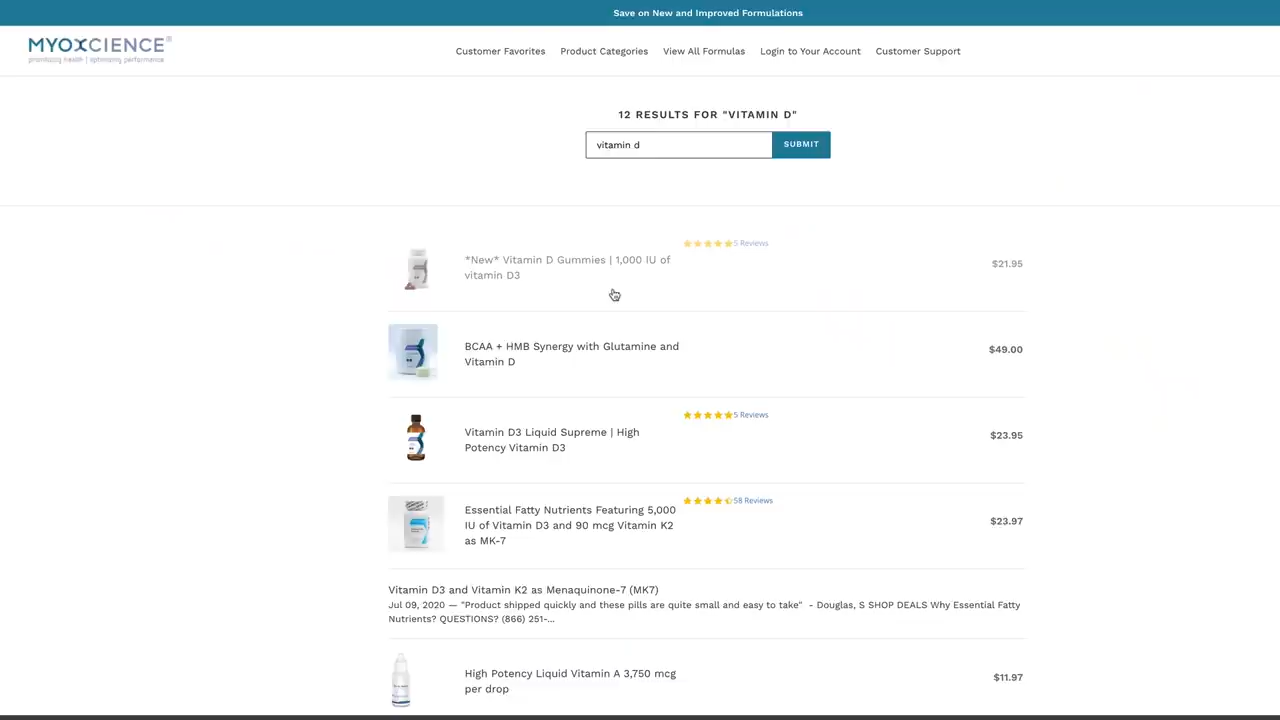 Save on New and Improved Formulations
MYOXCIENCE®
prioritizing health | optimizing performance
Customer Favorites
Product Categories
View All Formulas
Login to Your Account
Customer Support
12 RESULTS FOR "VITAMIN D"
vitamin d
SUBMIT
5 Reviews
*New* Vitamin D Gummies | 1,000 IU of
vitamin D3
$21.95
BCAA + HMB Synergy with Glutamine and
Vitamin D
$49.00
5 Reviews
Vitamin D3 Liquid Supreme | High
Potency Vitamin D3
$23.95
58 Reviews
Essential Fatty Nutrients Featuring 5,000
IU of Vitamin D3 and 90 mcg Vitamin K2
as MK-7
$23.97
Vitamin D3 and Vitamin K2 as Menaquinone-7 (MK7)
Jul 09, 2020 — "Product shipped quickly and these pills are quite small and easy to take" - Douglas, S SHOP DEALS Why Essential Fatty
Nutrients? QUESTIONS? (866) 251-...
High Potency Liquid Vitamin A 3,750 mcg
per drop
$11.97